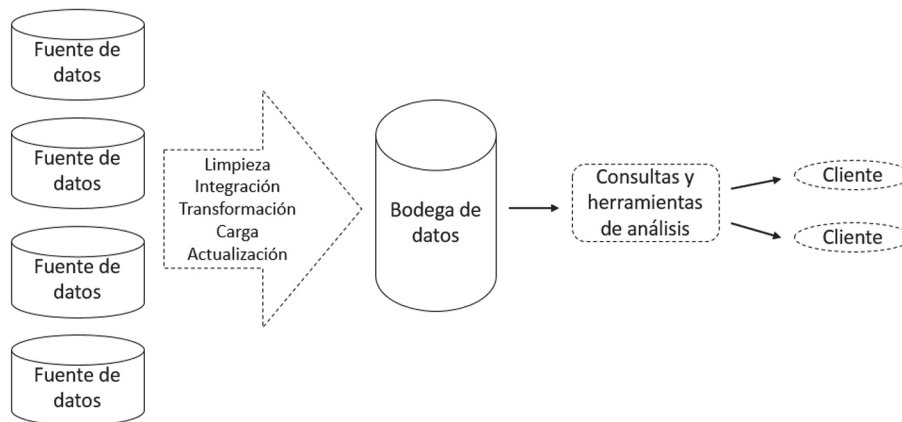 Fuente de
datos
Fuente de
datos
Fuente de
datos
Fuente de
datos
Limpieza
Integración
Transformación
Carga
Actualización
Bodega de
datos
Consultas y
herramientas
de análisis
Cliente
Cliente